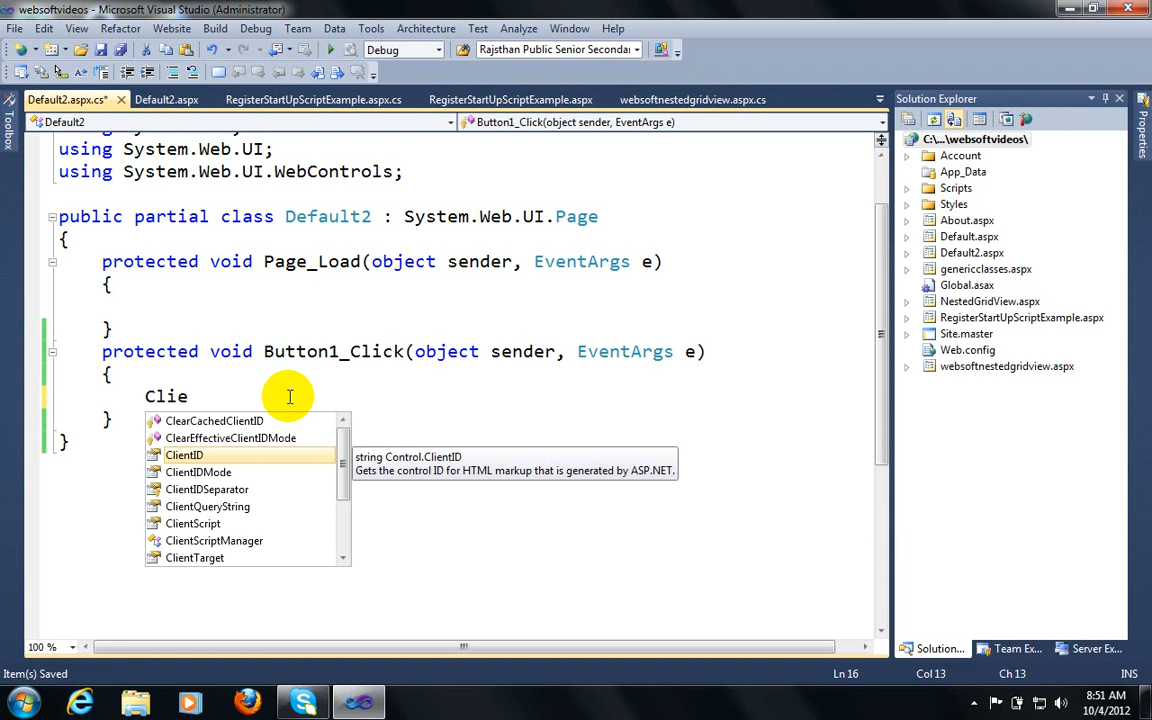 websoftvideos - Microsoft Visual Studio (Administrator)
File Edit View Refactor Website Build Debug Team Data Tools Architecture Test Analyze Window Help
Debug Rajasthan Public Senior Secondar
Default2.aspx.cs* Default2.aspx RegisterStartUpScriptExample.aspx.cs RegisterStartUpScriptExample.aspx websoftnestedgridview.aspx.cs
Default2 Button1_Click(object sender, EventArgs e)
Toolbox
using System.Web.UI;
using System.Web.UI.WebControls;
public partial class Default2 : System.Web.UI.Page
{
protected void Page_Load(object sender, EventArgs e)
{
}
protected void Button1_Click(object sender, EventArgs e)
{
Clie
}
}
ClearCachedClientID
ClearEffectiveClientIDMode
ClientID
ClientIDMode
ClientIDSeparator
ClientQueryString
ClientScript
ClientScriptManager
ClientTarget
string Control.ClientID
Gets the control ID for HTML markup that is generated by ASP.NET.
Solution Explorer
C:\...\websoftvideos\
Account
App_Data
Scripts
Styles
About.aspx
Default.aspx
Default2.aspx
genericclasses.aspx
Global.asax
NestedGridView.aspx
RegisterStartUpScriptExample.aspx
Site.master
Web.config
websoftnestedgridview.aspx
Properties
100 %
Solution... Team Ex... Server Ex...
Item(s) Saved Ln 16 Col 13 Ch 13 INS
8:51 AM
10/4/2012